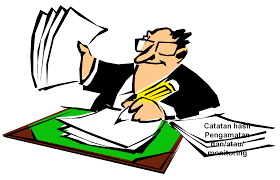 Catatan hasil
Pengamatan
dan/atau/
monitoring